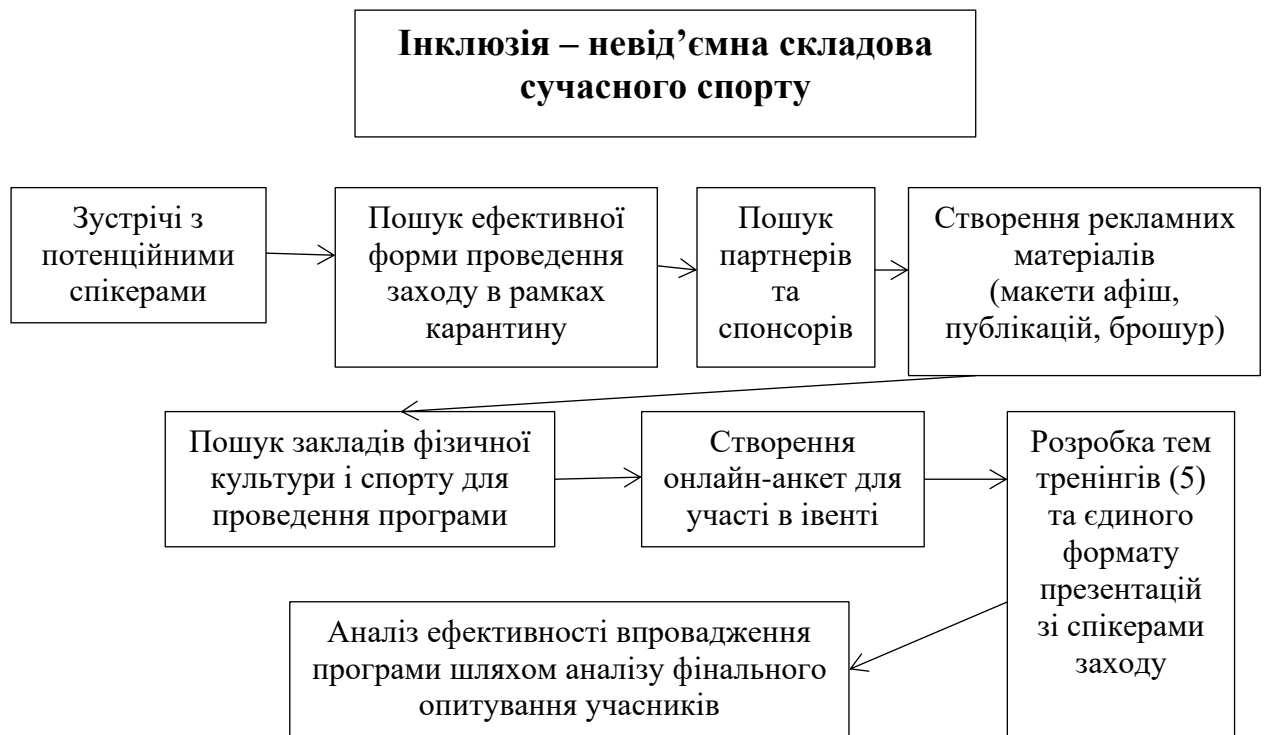 Інклюзія – невід’ємна складова
сучасного спорту
Зустрічі з
потенційними
спікерами
Пошук ефективної
форми проведення
заходу в рамках
карантину
Пошук
партнерів
та
спонсорів
Створення рекламних
матеріалів
(макети афіш,
публікацій, брошур)
Пошук закладів фізичної
культури і спорту для
проведення програми
Створення
онлайн-анкет для
участі в івенті
Розробка тем
тренінгів (5)
та єдиного
формату
презентацій
зі спікерами
заходу
Аналіз ефективності впровадження
програми шляхом аналізу фінального
опитування учасників